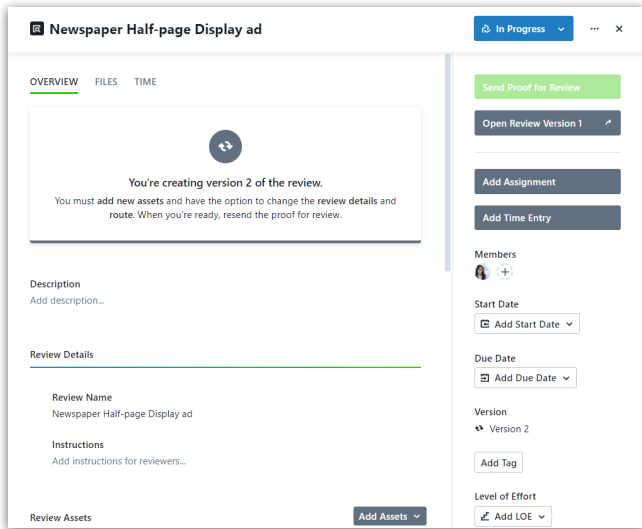 Newspaper Half-page Display ad
In Progress
OVERVIEW FILES TIME
You're creating version 2 of the review.
You must add new assets and have the option to change the review details and
route. When you're ready, resend the proof for review.
Description
Add description...
Review Details
Review Name
Newspaper Half-page Display ad
Instructions
Add instructions for reviewers...
Review Assets
Add Assets
Send Proof for Review
Open Review Version 1
Add Assignment
Add Time Entry
Members
Start Date
Add Start Date
Due Date
Add Due Date
Version
Version 2
Add Tag
Level of Effort
Add LOE